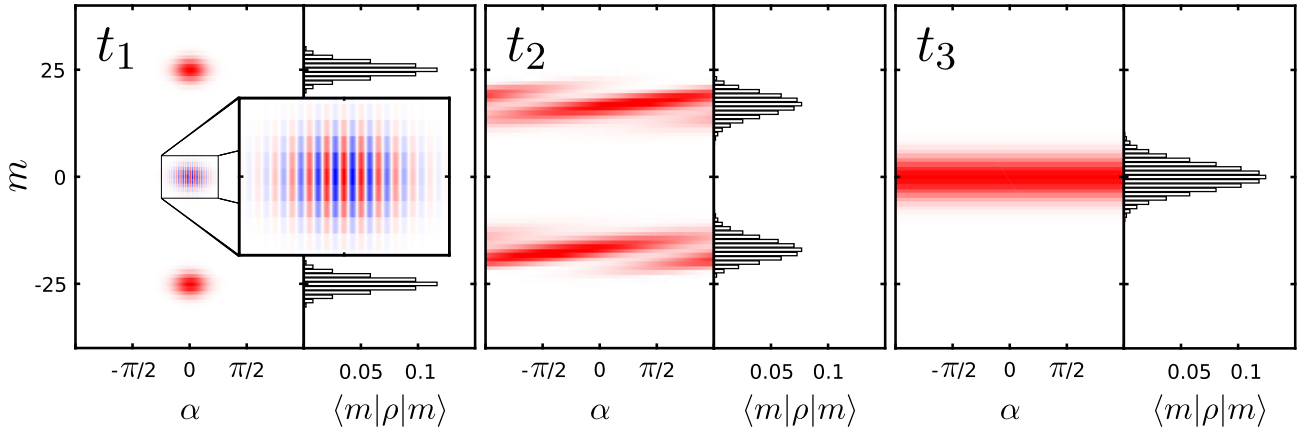 t₁ t₂ t₃
25
0
-25
m
-π/2 0 π/2 0.05 0.1 -π/2 0 π/2 0.05 0.1 -π/2 0 π/2 0.05 0.1
α ⟨m|ρ|m⟩ α ⟨m|ρ|m⟩ α ⟨m|ρ|m⟩